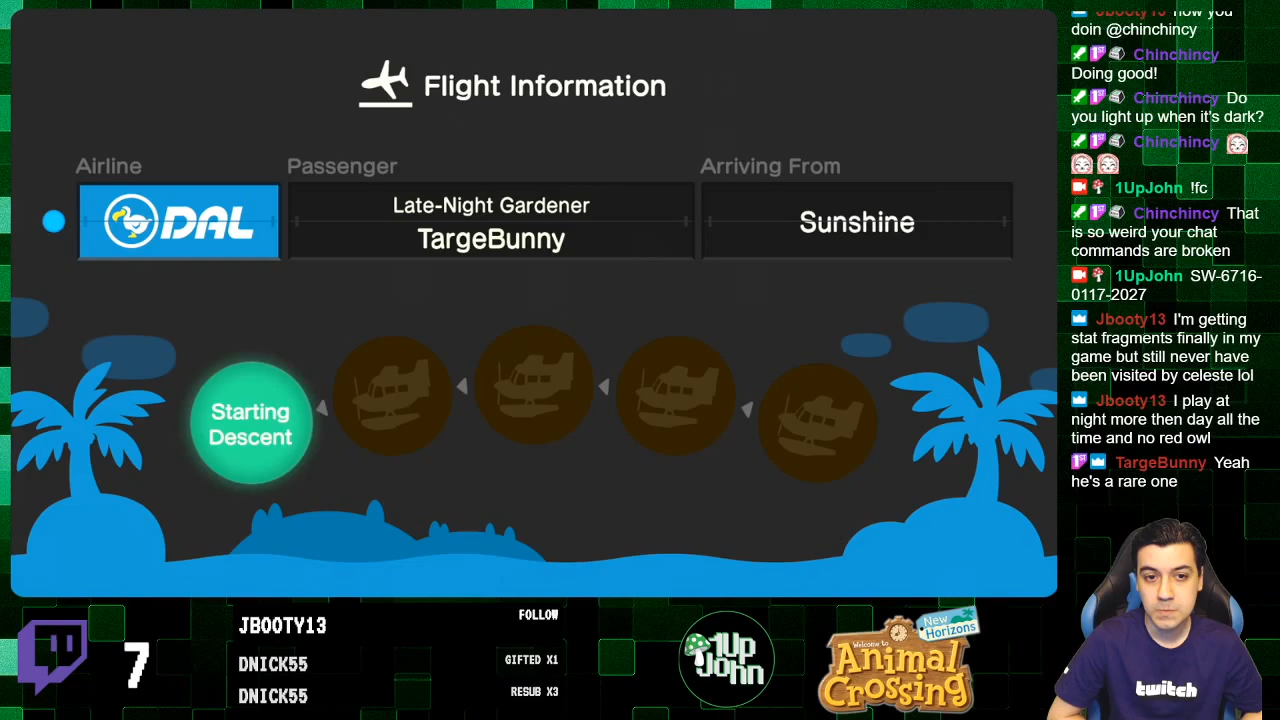 Flight Information
Airline
Passenger
Arriving From
DAL
Late-Night Gardener
TargeBunny
Sunshine
Starting
Descent
doin @chinchincy
Chinchincy
Doing good!
Chinchincy Do
you light up when it's dark?
Chinchincy
1UpJohn !fc
Chinchincy That
is so weird your chat
commands are broken
1UpJohn SW-6716-
0117-2027
Jbooty13 I'm getting
stat fragments finally in my
game but still never have
been visited by celeste lol
Jbooty13 I play at
night more then day all the
time and no red owl
TargeBunny Yeah
he's a rare one
7
JBOOTY13
FOLLOW
DNICK55
GIFTED X1
DNICK55
RESUB X3
1Up
John
New
Horizons
Welcome to
Animal
Crossing
twitch